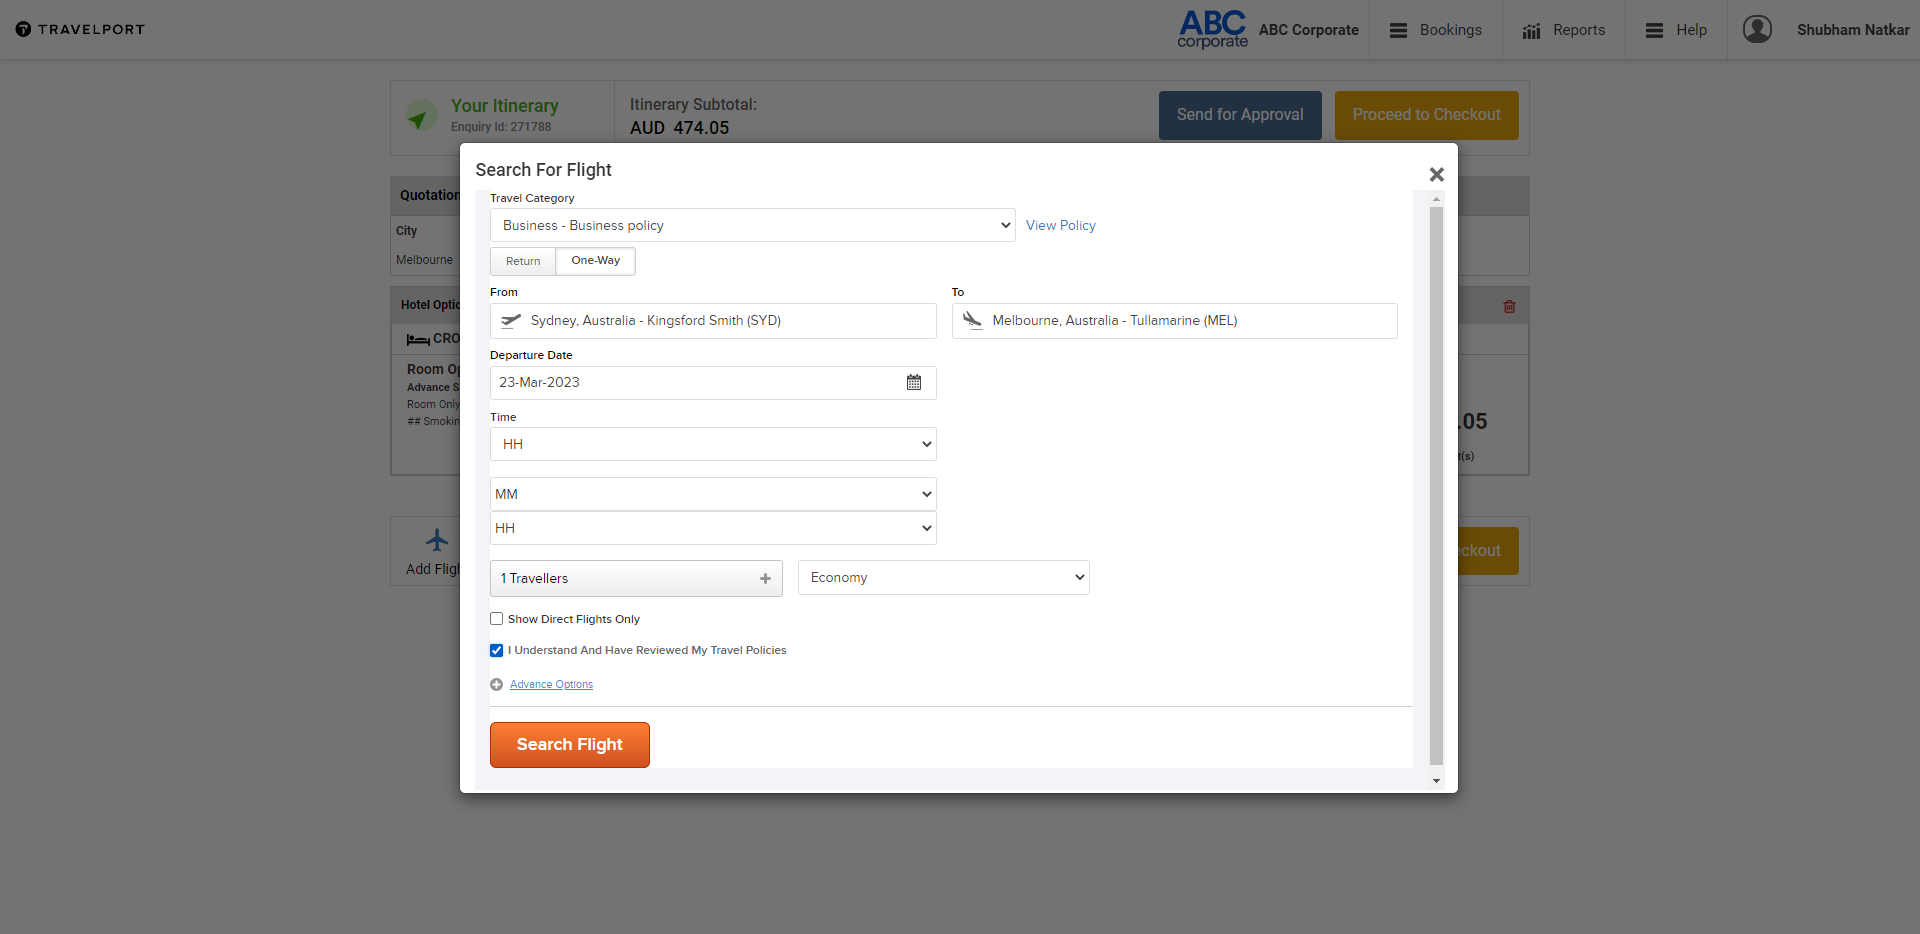 TRAVELPORT
ABC
corporate
ABC Corporate
Bookings
Reports
Help
Shubham Natkar
Your Itinerary
Enquiry Id: 271788
Itinerary Subtotal:
AUD 474.05
Send for Approval
Proceed to Checkout
Search For Flight
Quotation
City
Melbourne
Travel Category
Business - Business policy
View Policy
Return
One-Way
From
To
Sydney, Australia - Kingsford Smith (SYD)
Melbourne, Australia - Tullamarine (MEL)
Departure Date
23-Mar-2023
Time
HH
MM
HH
1 Travellers
Economy
Show Direct Flights Only
I Understand And Have Reviewed My Travel Policies
Advance Options
Search Flight
Hotel Optio
CRO
Room Op
Advance S
Room Only
## Smokin
.05
t(s)
Add Fligh
eckout